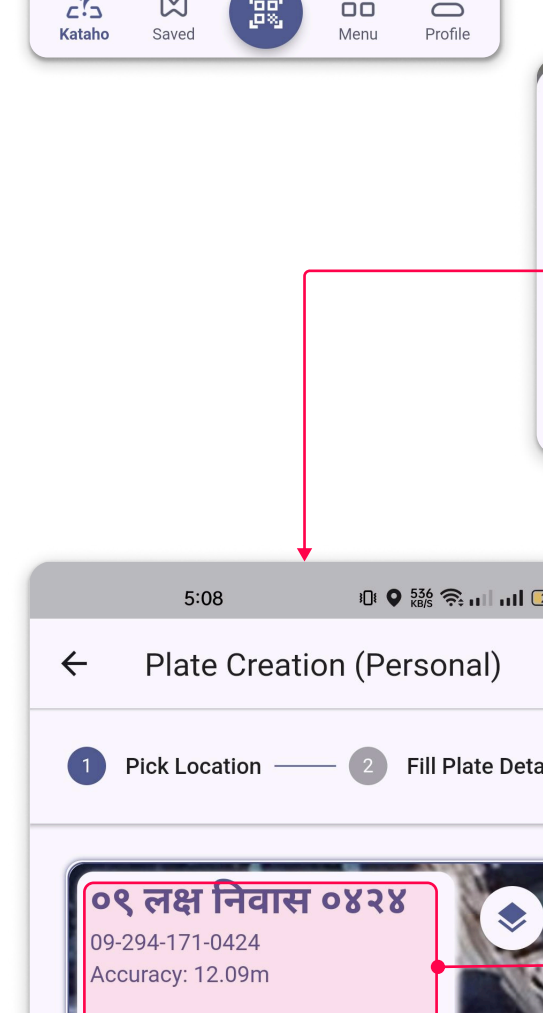 Kataho Saved Menu Profile
5:08 536 KB/S
Plate Creation (Personal)
1 Pick Location 2 Fill Plate Deta
०९ लक्ष निवास ०४२४
09-294-171-0424
Accuracy: 12.09m